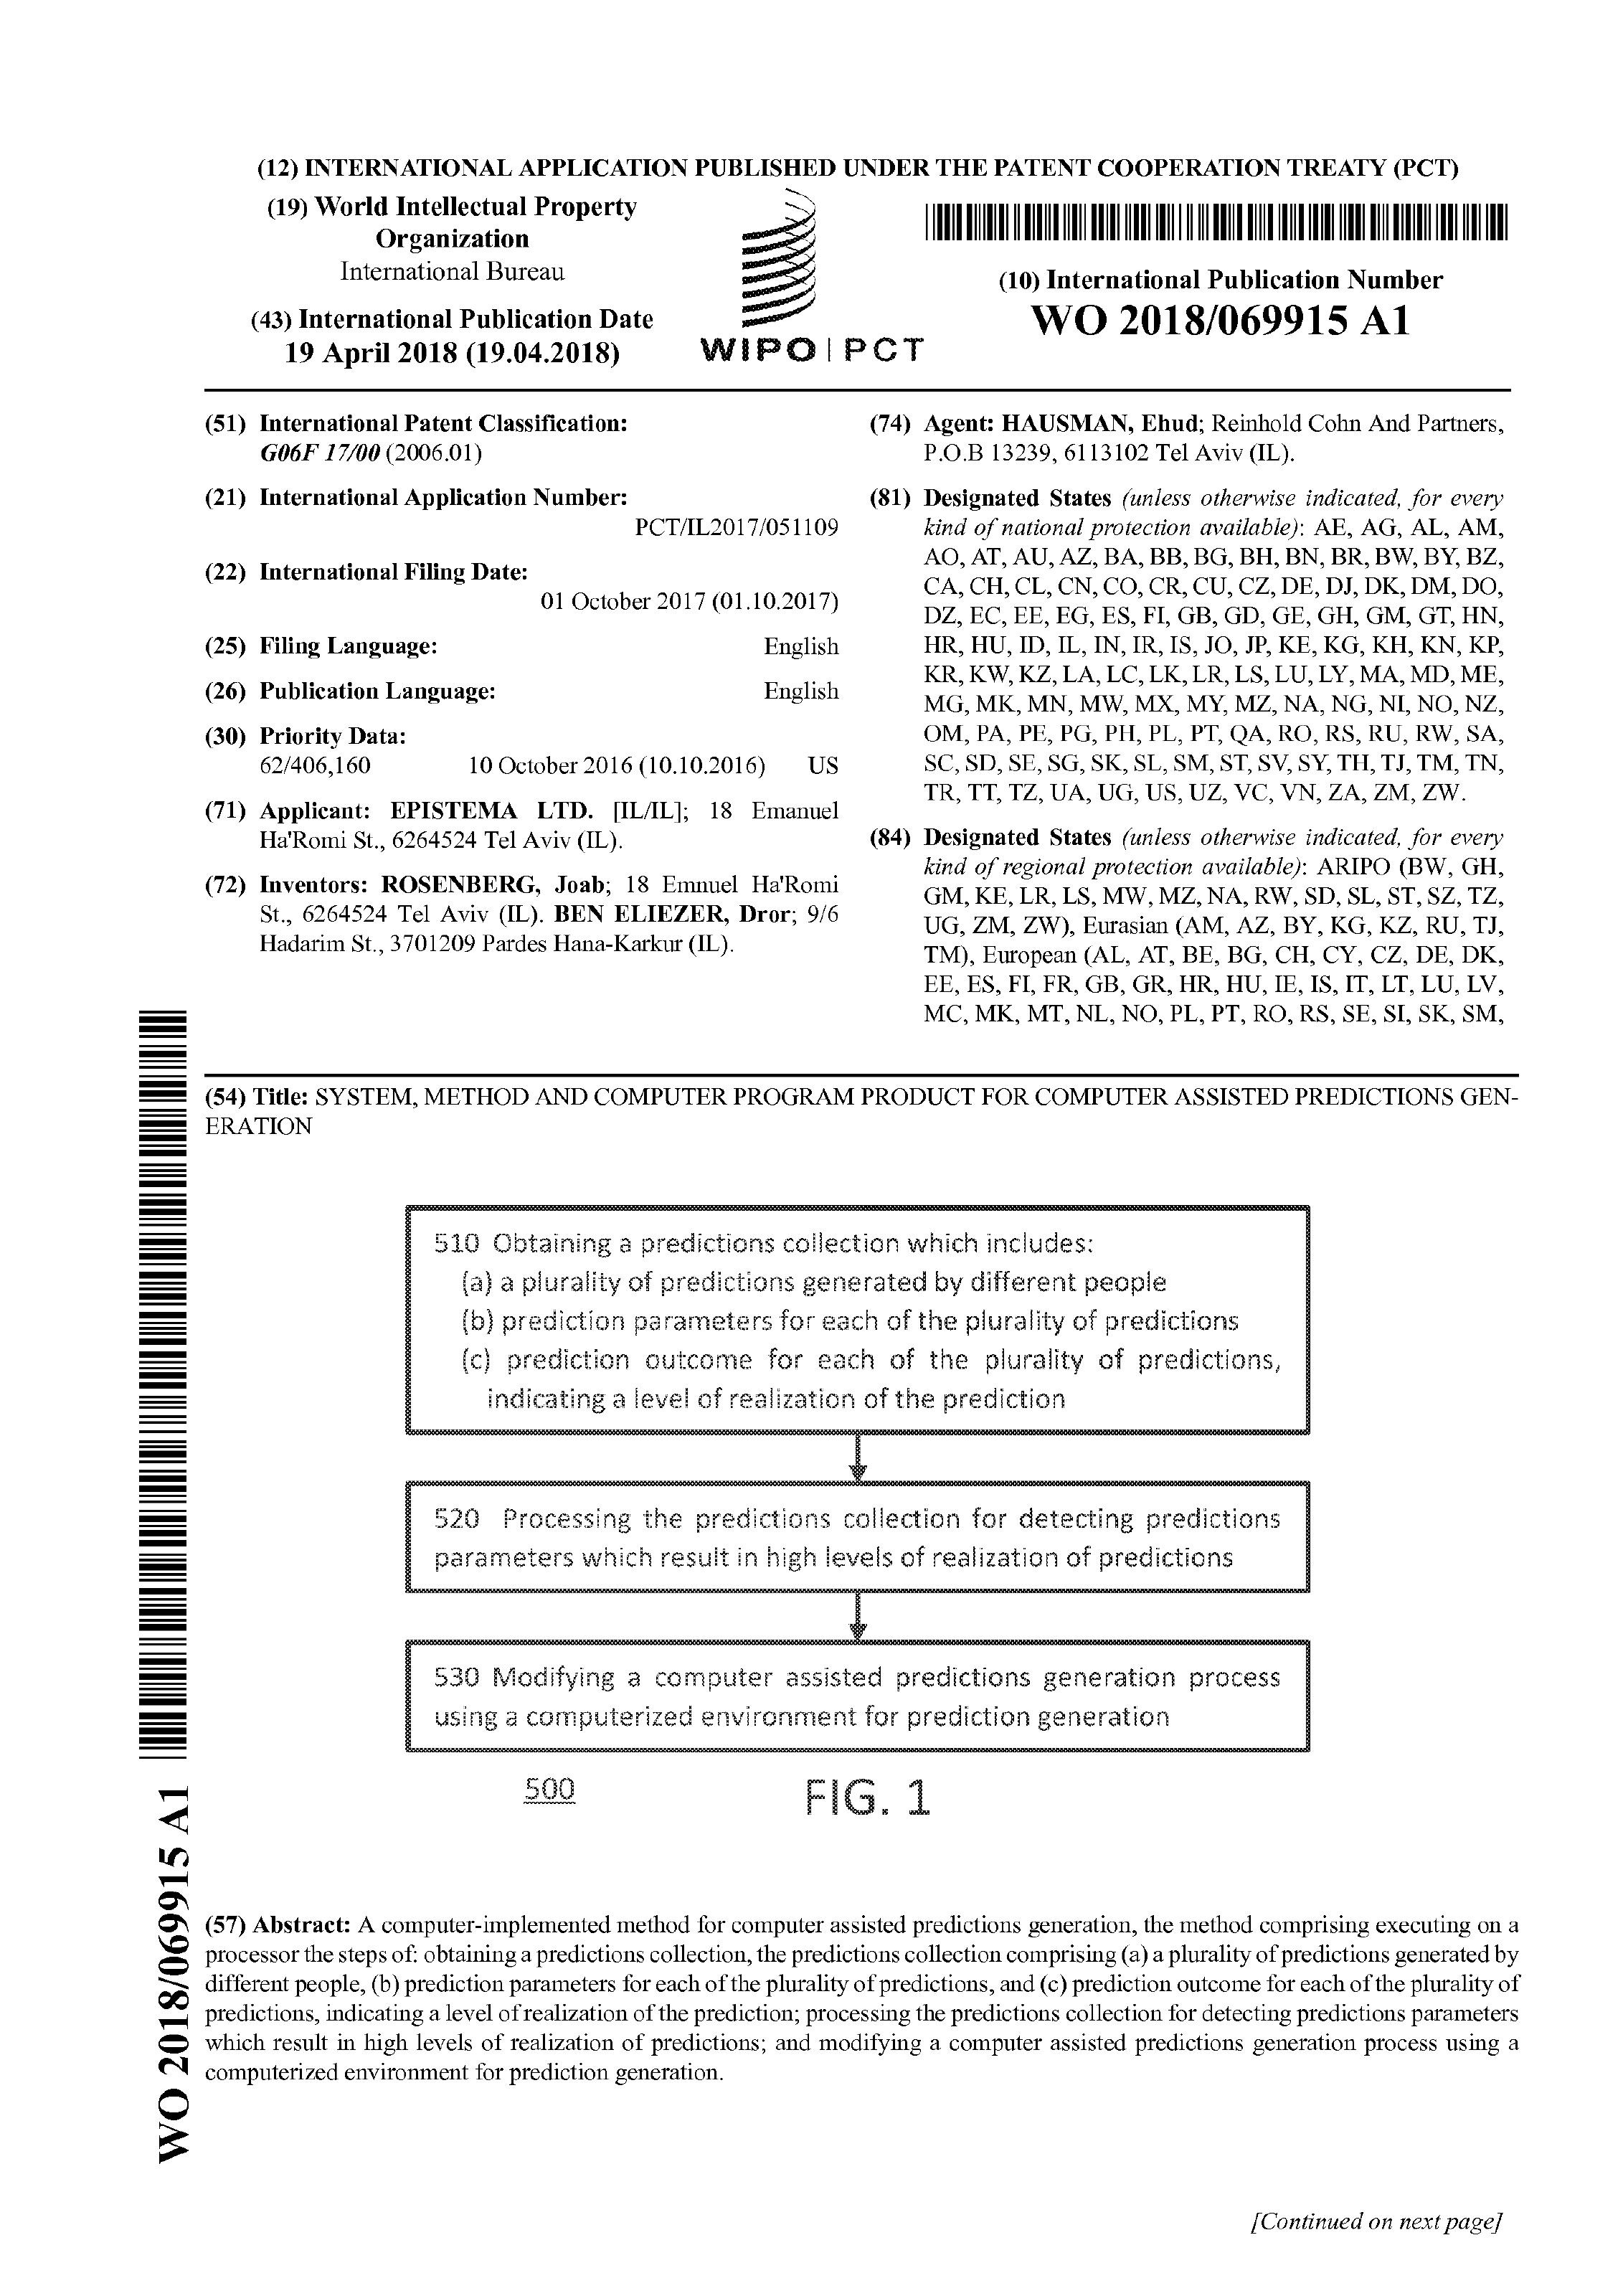 (12) INTERNATIONAL APPLICATION PUBLISHED UNDER THE PATENT COOPERATION TREATY (PCT)
(19) World Intellectual Property
Organization
International Bureau
(43) International Publication Date
19 April 2018 (19.04.2018)
WIPO | PCT
(10) International Publication Number
WO 2018/069915 A1
(51) International Patent Classification:
G06F 17/00 (2006.01)
(21) International Application Number:
PCT/IL2017/051109
(22) International Filing Date:
01 October 2017 (01.10.2017)
(25) Filing Language: English
(26) Publication Language: English
(30) Priority Data:
62/406,160 10 October 2016 (10.10.2016) US
(71) Applicant: EPISTEMA LTD. [IL/IL]; 18 Emanuel
Ha'Romi St., 6264524 Tel Aviv (IL).
(72) Inventors: ROSENBERG, Joab; 18 Emnuel Ha'Romi
St., 6264524 Tel Aviv (IL). BEN ELIEZER, Dror; 9/6
Hadarim St., 3701209 Pardes Hana-Karkur (IL).
(74) Agent: HAUSMAN, Ehud; Reinhold Cohn And Partners,
P.O.B 13239, 6113102 Tel Aviv (IL).
(81) Designated States (unless otherwise indicated, for every
kind of national protection available): AE, AG, AL, AM,
AO, AT, AU, AZ, BA, BB, BG, BH, BN, BR, BW, BY, BZ,
CA, CH, CL, CN, CO, CR, CU, CZ, DE, DJ, DK, DM, DO,
DZ, EC, EE, EG, ES, FI, GB, GD, GE, GH, GM, GT, HN,
HR, HU, ID, IL, IN, IR, IS, JO, JP, KE, KG, KH, KN, KP,
KR, KW, KZ, LA, LC, LK, LR, LS, LU, LY, MA, MD, ME,
MG, MK, MN, MW, MX, MY, MZ, NA, NG, NI, NO, NZ,
OM, PA, PE, PG, PH, PL, PT, QA, RO, RS, RU, RW, SA,
SC, SD, SE, SG, SK, SL, SM, ST, SV, SY, TH, TJ, TM, TN,
TR, TT, TZ, UA, UG, US, UZ, VC, VN, ZA, ZM, ZW.
(84) Designated States (unless otherwise indicated, for every
kind of regional protection available): ARIPO (BW, GH,
GM, KE, LR, LS, MW, MZ, NA, RW, SD, SL, ST, SZ, TZ,
UG, ZM, ZW), Eurasian (AM, AZ, BY, KG, KZ, RU, TJ,
TM), European (AL, AT, BE, BG, CH, CY, CZ, DE, DK,
EE, ES, FI, FR, GB, GR, HR, HU, IE, IS, IT, LT, LU, LV,
MC, MK, MT, NL, NO, PL, PT, RO, RS, SE, SI, SK, SM,
(54) Title: SYSTEM, METHOD AND COMPUTER PROGRAM PRODUCT FOR COMPUTER ASSISTED PREDICTIONS GEN-
ERATION
510 Obtaining a predictions collection which includes:
(a) a plurality of predictions generated by different people
(b) prediction parameters for each of the plurality of predictions
(c) prediction outcome for each of the plurality of predictions,
indicating a level of realization of the prediction
520 Processing the predictions collection for detecting predictions
parameters which result in high levels of realization of predictions
530 Modifying a computer assisted predictions generation process
using a computerized environment for prediction generation
500
FIG. 1
WO 2018/069915 A1
(57) Abstract: A computer-implemented method for computer assisted predictions generation, the method comprising executing on a
processor the steps of: obtaining a predictions collection, the predictions collection comprising (a) a plurality of predictions generated by
different people, (b) prediction parameters for each of the plurality of predictions, and (c) prediction outcome for each of the plurality of
predictions, indicating a level of realization of the prediction; processing the predictions collection for detecting predictions parameters
which result in high levels of realization of predictions; and modifying a computer assisted predictions generation process using a
computerized environment for prediction generation.
[Continued on next page]